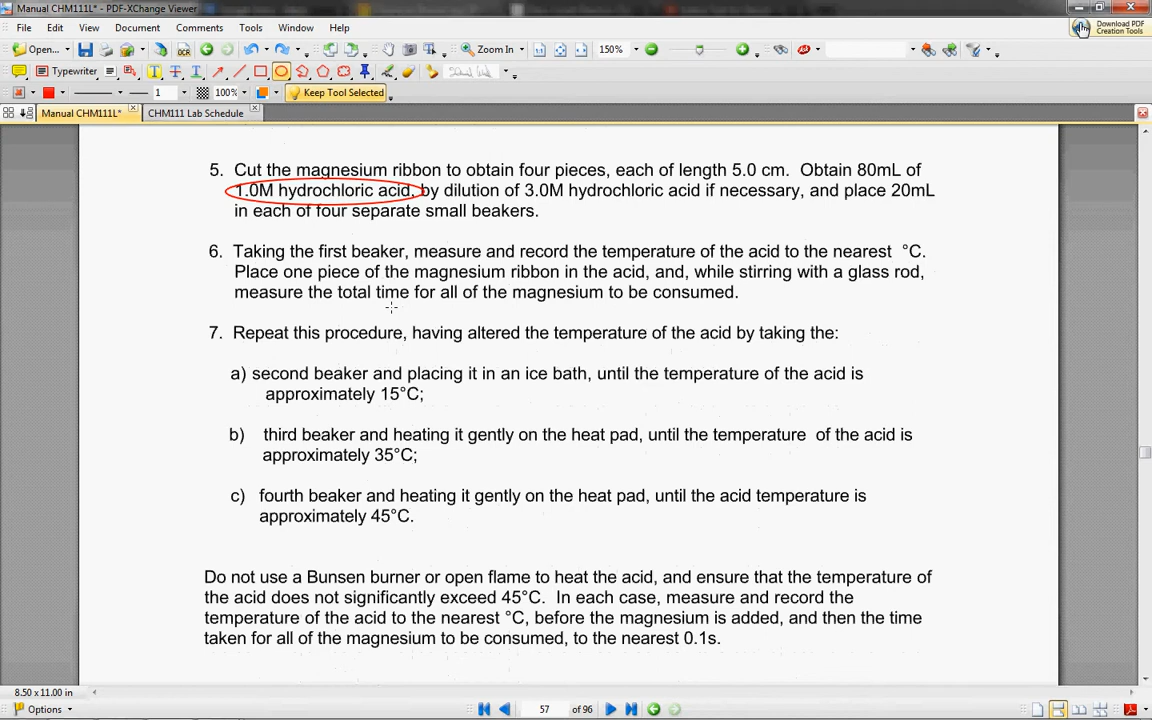 Manual CHM111L* - PDF-XChange Viewer
File Edit View Document Comments Tools Window Help
Download PDF
Creation Tools
Open... OCR Zoom In 150%
Typewriter
1 100% Keep Tool Selected
Manual CHM111L* CHM111 Lab Schedule
5. Cut the magnesium ribbon to obtain four pieces, each of length 5.0 cm. Obtain 80mL of
1.0M hydrochloric acid, by dilution of 3.0M hydrochloric acid if necessary, and place 20mL
in each of four separate small beakers.
6. Taking the first beaker, measure and record the temperature of the acid to the nearest °C.
Place one piece of the magnesium ribbon in the acid, and, while stirring with a glass rod,
measure the total time for all of the magnesium to be consumed.
7. Repeat this procedure, having altered the temperature of the acid by taking the:
a) second beaker and placing it in an ice bath, until the temperature of the acid is
approximately 15°C;
b) third beaker and heating it gently on the heat pad, until the temperature of the acid is
approximately 35°C;
c) fourth beaker and heating it gently on the heat pad, until the acid temperature is
approximately 45°C.
Do not use a Bunsen burner or open flame to heat the acid, and ensure that the temperature of
the acid does not significantly exceed 45°C. In each case, measure and record the
temperature of the acid to the nearest °C, before the magnesium is added, and then the time
taken for all of the magnesium to be consumed, to the nearest 0.1s.
8.50 x 11.00 in
Options 57 of 96